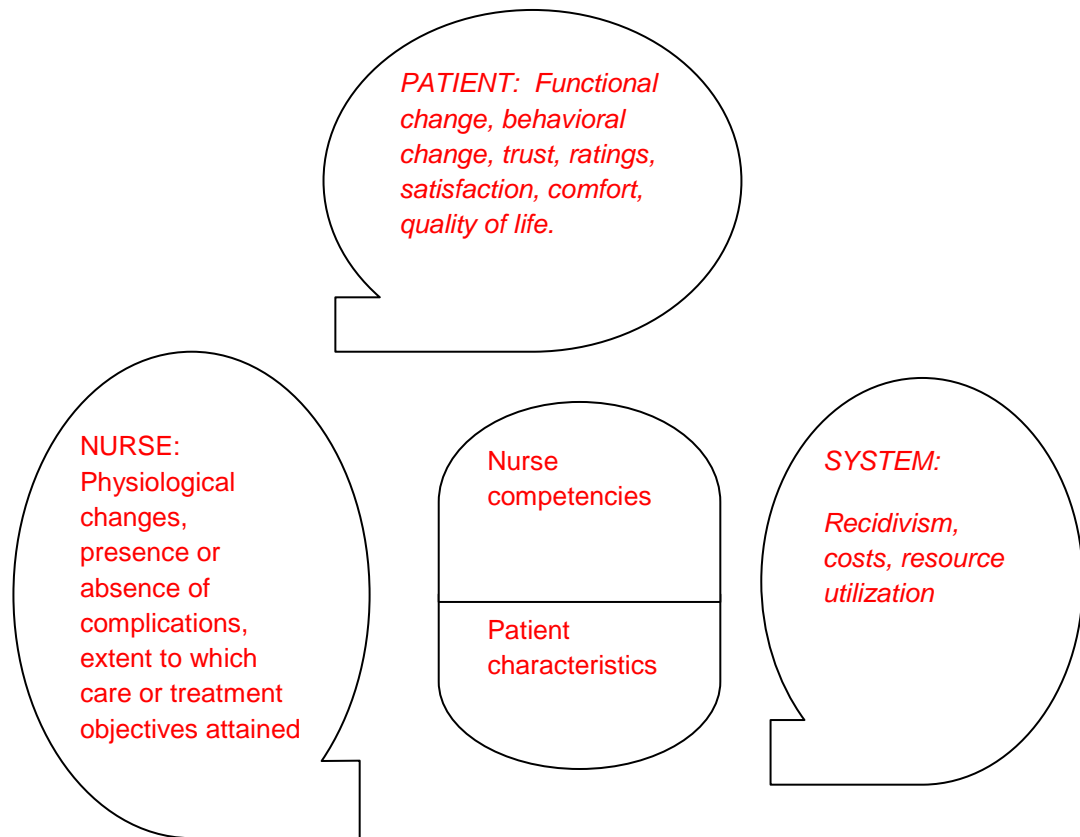 PATIENT: Functional
change, behavioral
change, trust, ratings,
satisfaction, comfort,
quality of life.
NURSE:
Physiological
changes,
presence or
absence of
complications,
extent to which
care or treatment
objectives attained
Nurse
competencies
Patient
characteristics
SYSTEM:
Recidivism,
costs, resource
utilization